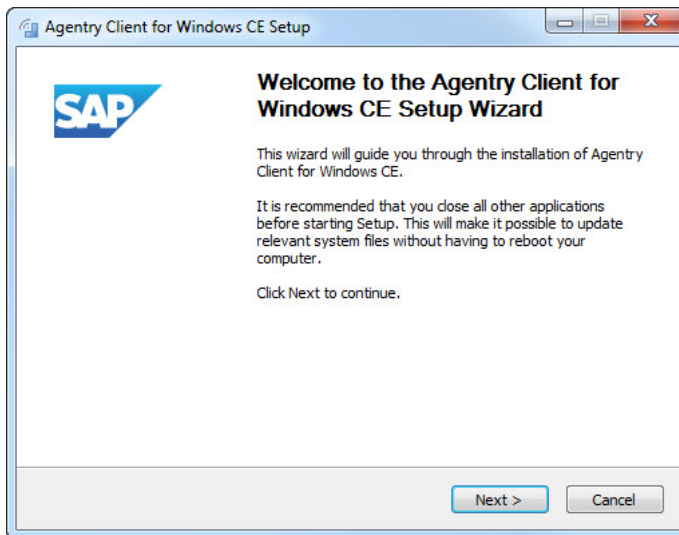 Agentry Client for Windows CE Setup
SAP
Welcome to the Agentry Client for
Windows CE Setup Wizard
This wizard will guide you through the installation of Agentry
Client for Windows CE.
It is recommended that you close all other applications
before starting Setup. This will make it possible to update
relevant system files without having to reboot your
computer.
Click Next to continue.
Next >
Cancel